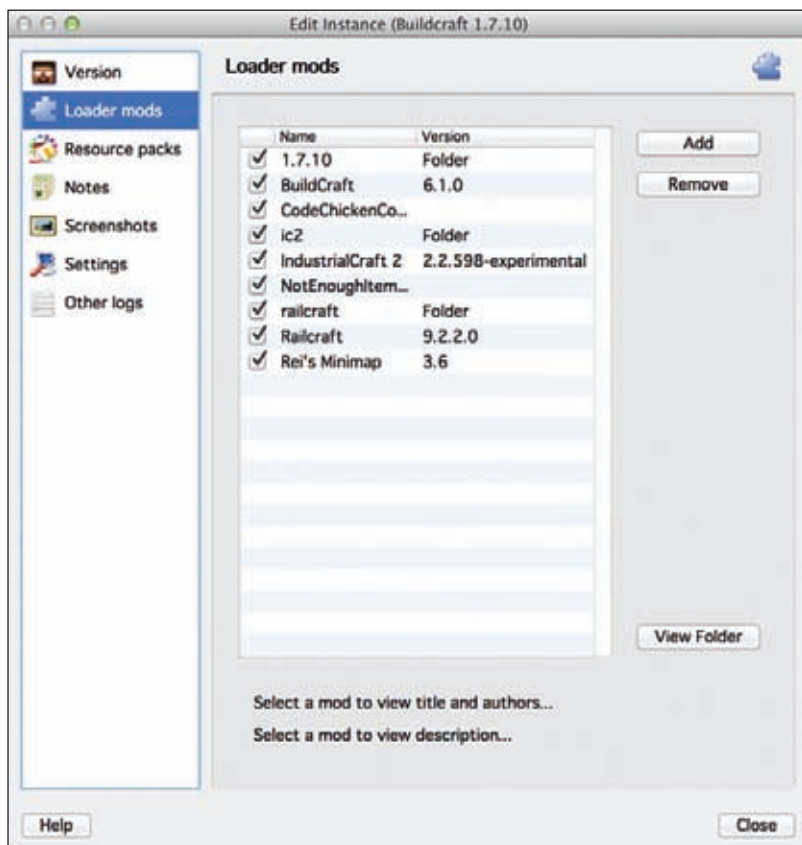 Edit Instance (Buildcraft 1.7.10)
Version
Loader mods
Resource packs
Notes
Screenshots
Settings
Other logs
Loader mods
Name Version
1.7.10 Folder
BuildCraft 6.1.0
CodeChickenCo...
ic2 Folder
IndustrialCraft 2 2.2.598-experimental
NotEnoughItem...
railcraft Folder
Railcraft 9.2.2.0
Rei's Minimap 3.6
Add
Remove
View Folder
Select a mod to view title and authors...
Select a mod to view description...
Help
Close